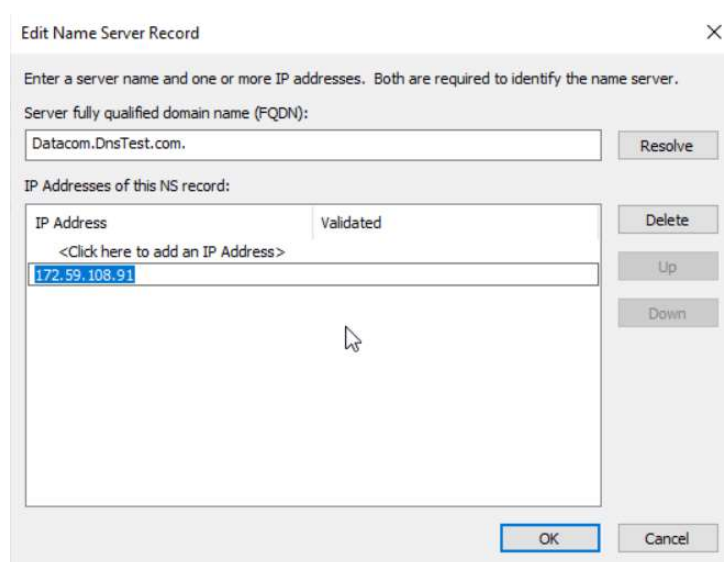 Edit Name Server Record
Enter a server name and one or more IP addresses.  Both are required to identify the name server.
Server fully qualified domain name (FQDN):
Datacom.DnsTest.com.
Resolve
IP Addresses of this NS record:
IP Address
Validated
Delete
<Click here to add an IP Address>
172.59.108.91
Up
Down
OK
Cancel